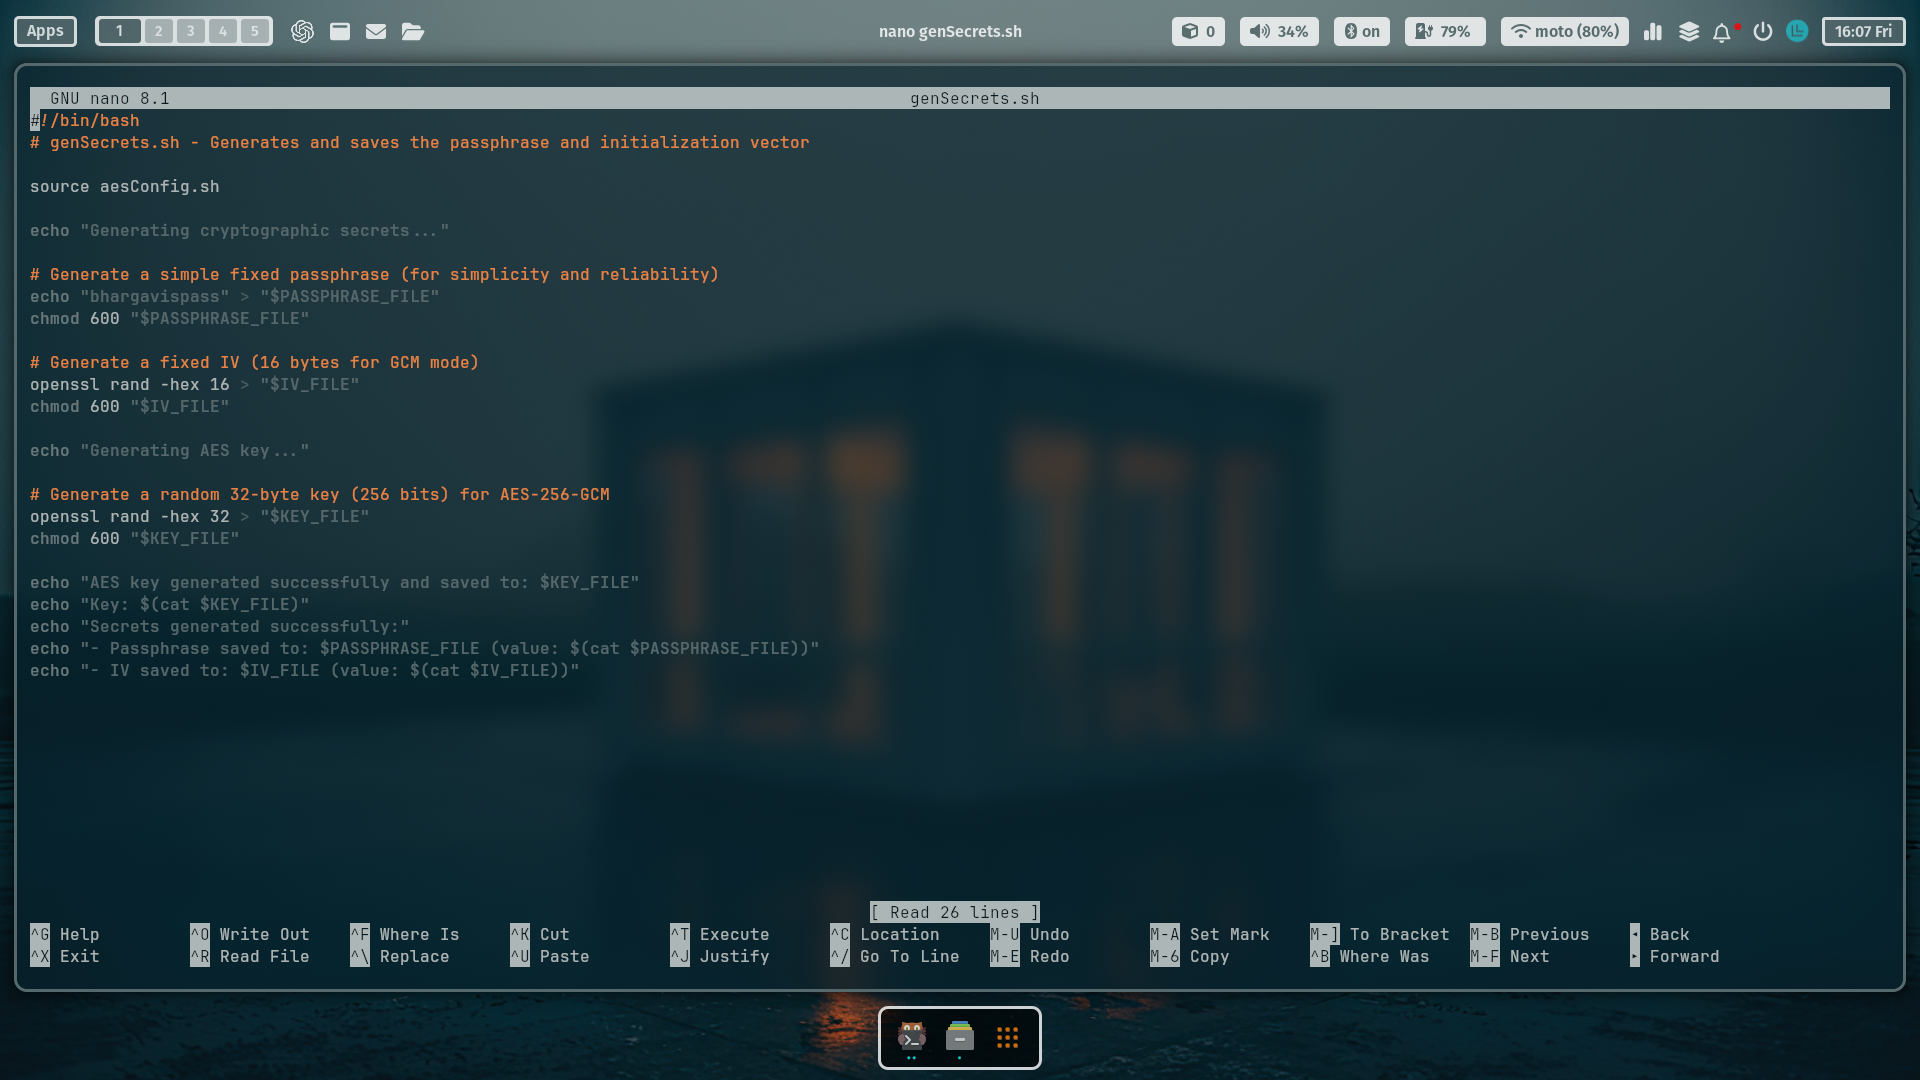 Apps 1 2 3 4 5 nano genSecrets.sh 0 34% on 79% moto (80%) 16:07 Fri
GNU nano 8.1 genSecrets.sh
#!/bin/bash
# genSecrets.sh - Generates and saves the passphrase and initialization vector
source aesConfig.sh
echo "Generating cryptographic secrets..."
# Generate a simple fixed passphrase (for simplicity and reliability)
echo "bhargavispass" > "$PASSPHRASE_FILE"
chmod 600 "$PASSPHRASE_FILE"
# Generate a fixed IV (16 bytes for GCM mode)
openssl rand -hex 16 > "$IV_FILE"
chmod 600 "$IV_FILE"
echo "Generating AES key..."
# Generate a random 32-byte key (256 bits) for AES-256-GCM
openssl rand -hex 32 > "$KEY_FILE"
chmod 600 "$KEY_FILE"
echo "AES key generated successfully and saved to: $KEY_FILE"
echo "Key: $(cat $KEY_FILE)"
echo "Secrets generated successfully:"
echo "- Passphrase saved to: $PASSPHRASE_FILE (value: $(cat $PASSPHRASE_FILE))"
echo "- IV saved to: $IV_FILE (value: $(cat $IV_FILE))"
[ Read 26 lines ]
^G Help ^O Write Out ^F Where Is ^K Cut ^T Execute ^C Location M-U Undo M-A Set Mark M-] To Bracket M-B Previous ◂ Back
^X Exit ^R Read File ^\ Replace ^U Paste ^J Justify ^/ Go To Line M-E Redo M-6 Copy ^B Where Was M-F Next ▸ Forward